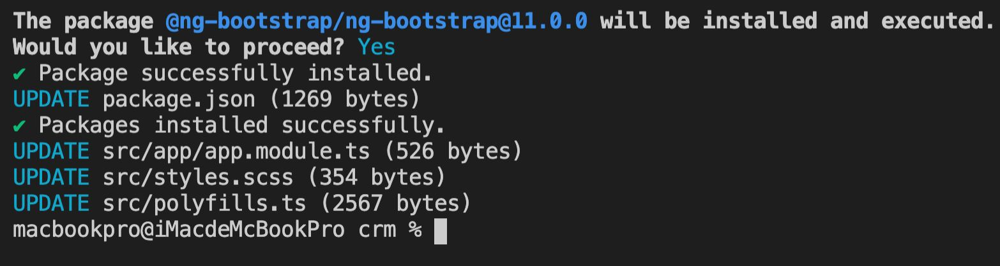 The package @ng-bootstrap/ng-bootstrap@11.0.0 will be installed and executed.
Would you like to proceed? Yes
✔ Package successfully installed.
UPDATE package.json (1269 bytes)
✔ Packages installed successfully.
UPDATE src/app/app.module.ts (526 bytes)
UPDATE src/styles.scss (354 bytes)
UPDATE src/polyfills.ts (2567 bytes)
macbookpro@iMacdeMcBookPro crm %